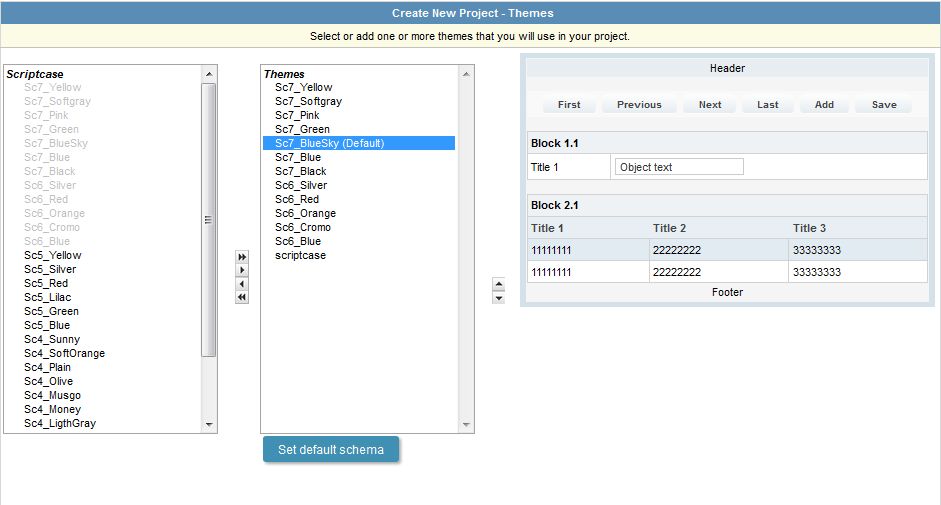 Create New Project - Themes
Select or add one or more themes that you will use in your project.
Scriptcase
Sc7_Yellow
Sc7_Softgray
Sc7_Pink
Sc7_Green
Sc7_BlueSky
Sc7_Blue
Sc7_Black
Sc6_Silver
Sc6_Red
Sc6_Orange
Sc6_Cromo
Sc6_Blue
Sc5_Yellow
Sc5_Silver
Sc5_Red
Sc5_Lilac
Sc5_Green
Sc5_Blue
Sc4_Sunny
Sc4_SoftOrange
Sc4_Plain
Sc4_Olive
Sc4_Musgo
Sc4_Money
Sc4_LigthGray
Themes
Sc7_Yellow
Sc7_Softgray
Sc7_Pink
Sc7_Green
Sc7_BlueSky (Default)
Sc7_Blue
Sc7_Black
Sc6_Silver
Sc6_Red
Sc6_Orange
Sc6_Cromo
Sc6_Blue
scriptcase
Set default schema
Header
First Previous Next Last Add Save
Block 1.1
Title 1 Object text
Block 2.1
Title 1 Title 2 Title 3
11111111 22222222 33333333
11111111 22222222 33333333
Footer